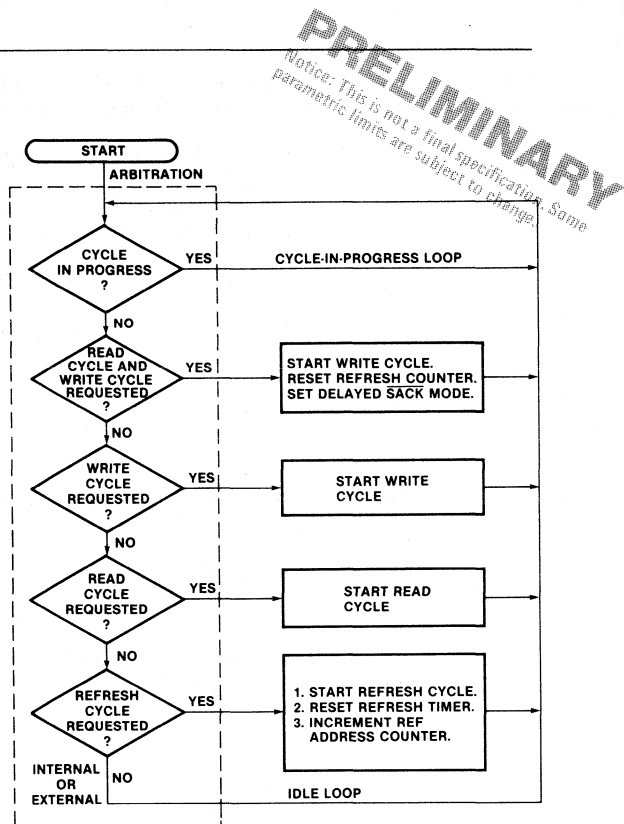 PRELIMINARY
Notice: This is not a final specification. Some
parametric limits are subject to change.
START
ARBITRATION
CYCLE
IN PROGRESS
?
YES
CYCLE-IN-PROGRESS LOOP
NO
READ
CYCLE AND
WRITE CYCLE
REQUESTED
?
YES
START WRITE CYCLE.
RESET REFRESH COUNTER.
SET DELAYED SACK MODE.
NO
WRITE
CYCLE
REQUESTED
?
YES
START WRITE
CYCLE
NO
READ
CYCLE
REQUESTED
?
YES
START READ
CYCLE
NO
REFRESH
CYCLE
REQUESTED
?
YES
1. START REFRESH CYCLE.
2. RESET REFRESH TIMER.
3. INCREMENT REF
ADDRESS COUNTER.
INTERNAL
OR
EXTERNAL
NO
IDLE LOOP